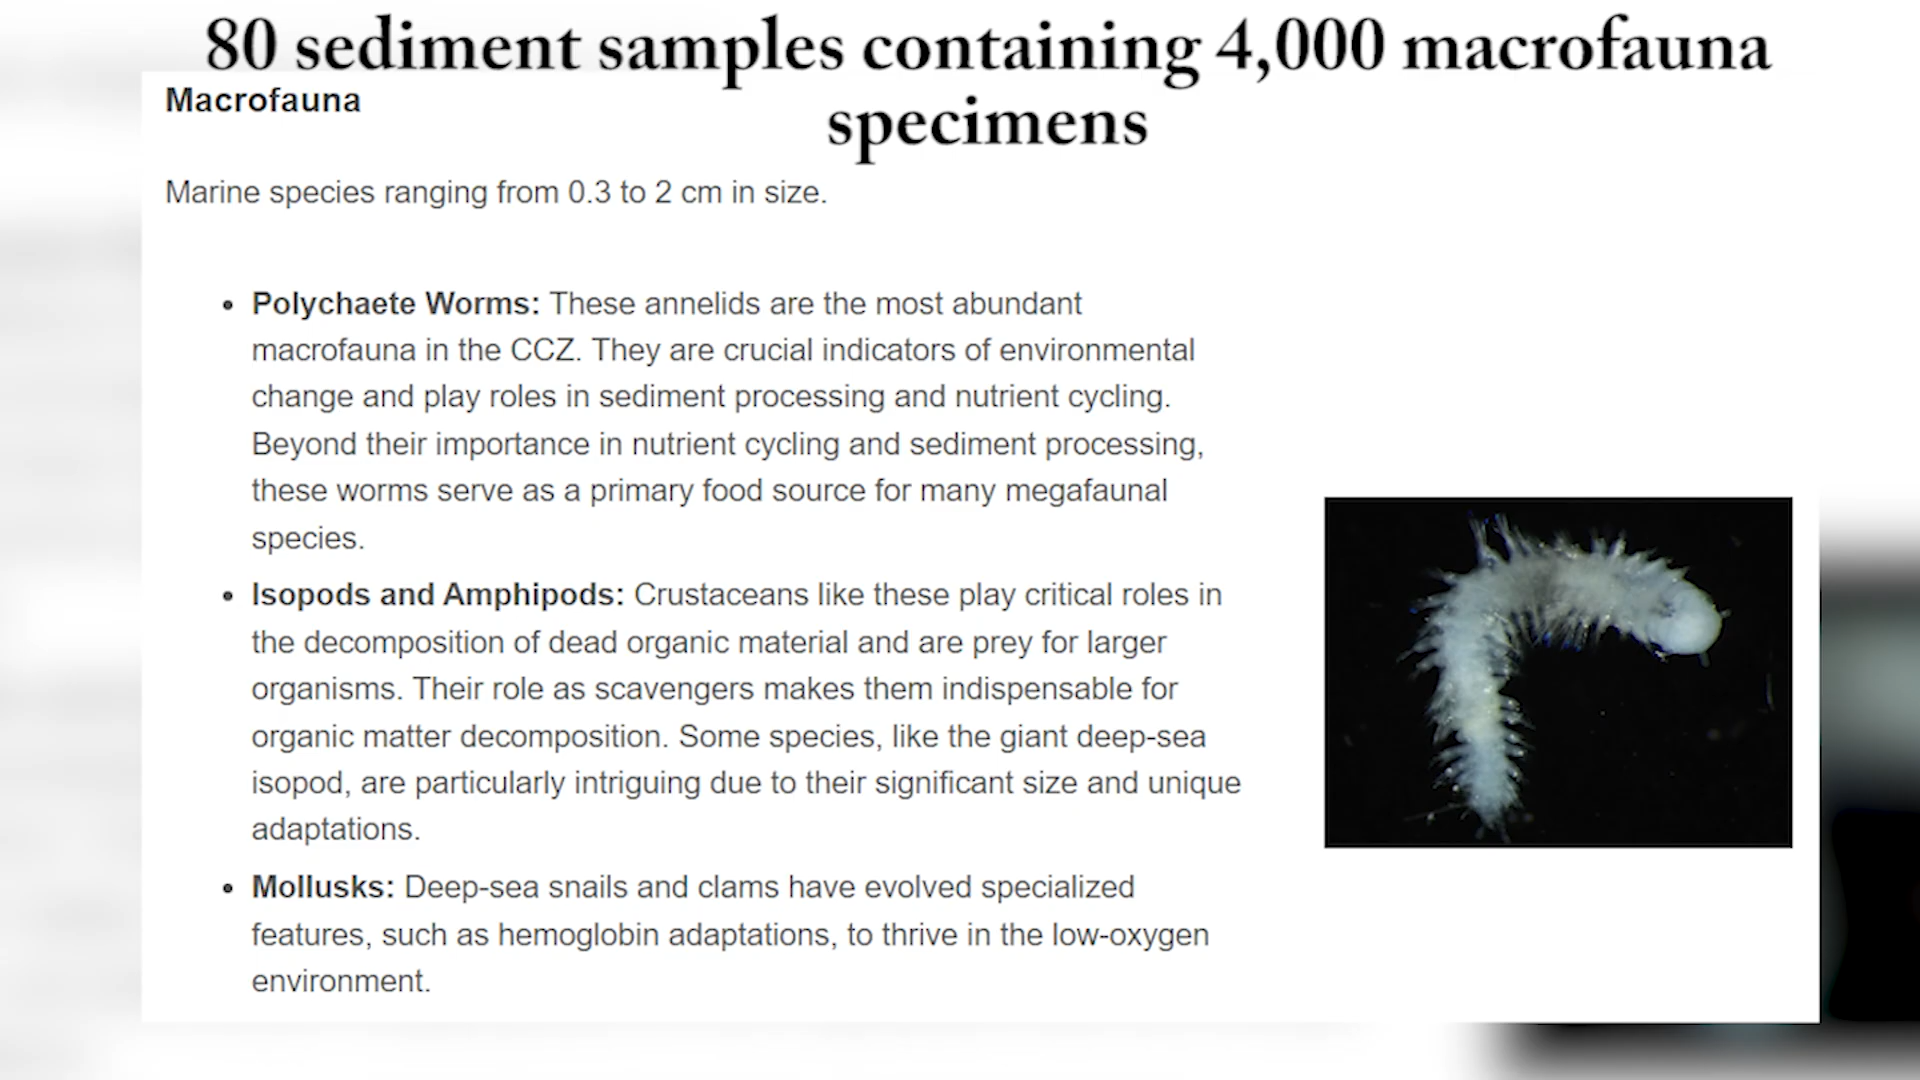 80 sediment samples containing 4,000 macrofauna
specimens
Macrofauna
Marine species ranging from 0.3 to 2 cm in size.
• Polychaete Worms: These annelids are the most abundant
macrofauna in the CCZ. They are crucial indicators of environmental
change and play roles in sediment processing and nutrient cycling.
Beyond their importance in nutrient cycling and sediment processing,
these worms serve as a primary food source for many megafaunal
species.
• Isopods and Amphipods: Crustaceans like these play critical roles in
the decomposition of dead organic material and are prey for larger
organisms. Their role as scavengers makes them indispensable for
organic matter decomposition. Some species, like the giant deep-sea
isopod, are particularly intriguing due to their significant size and unique
adaptations.
• Mollusks: Deep-sea snails and clams have evolved specialized
features, such as hemoglobin adaptations, to thrive in the low-oxygen
environment.